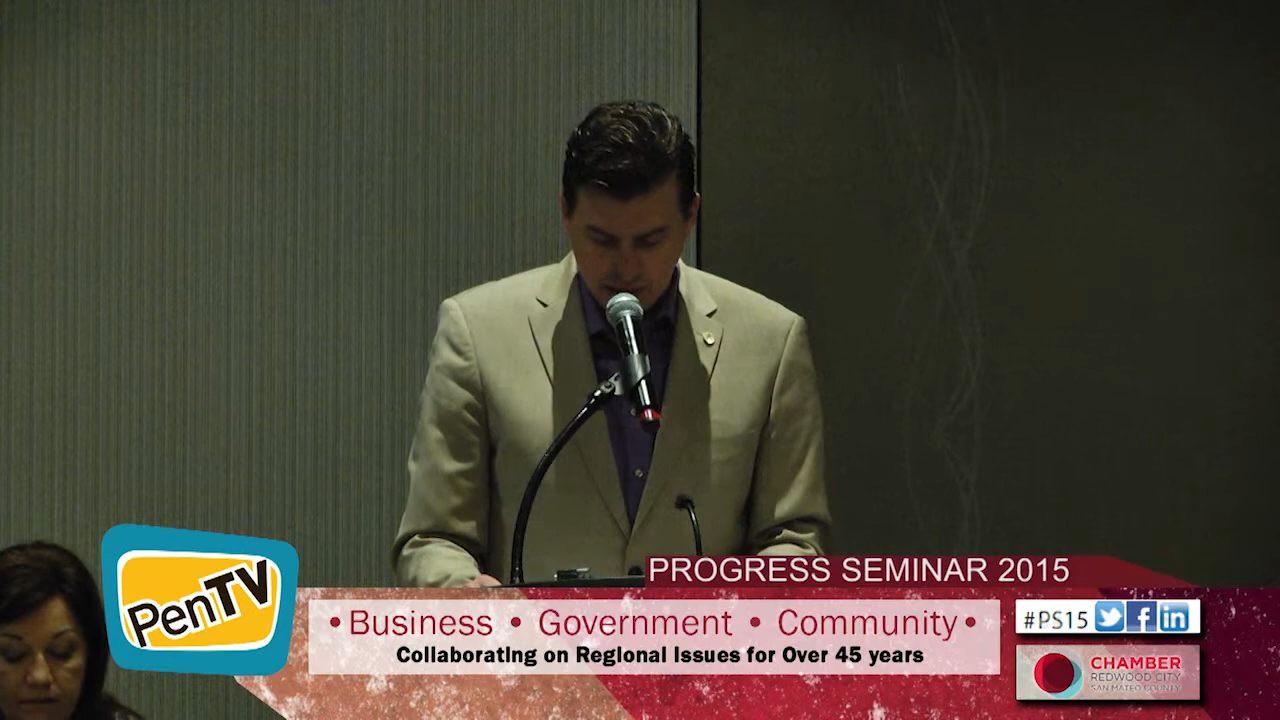 PROGRESS SEMINAR 2015
PenTV
• Business • Government • Community •
Collaborating on Regional Issues for Over 45 years
#PS15
CHAMBER
REDWOOD CITY
SAN MATEO COUNTY